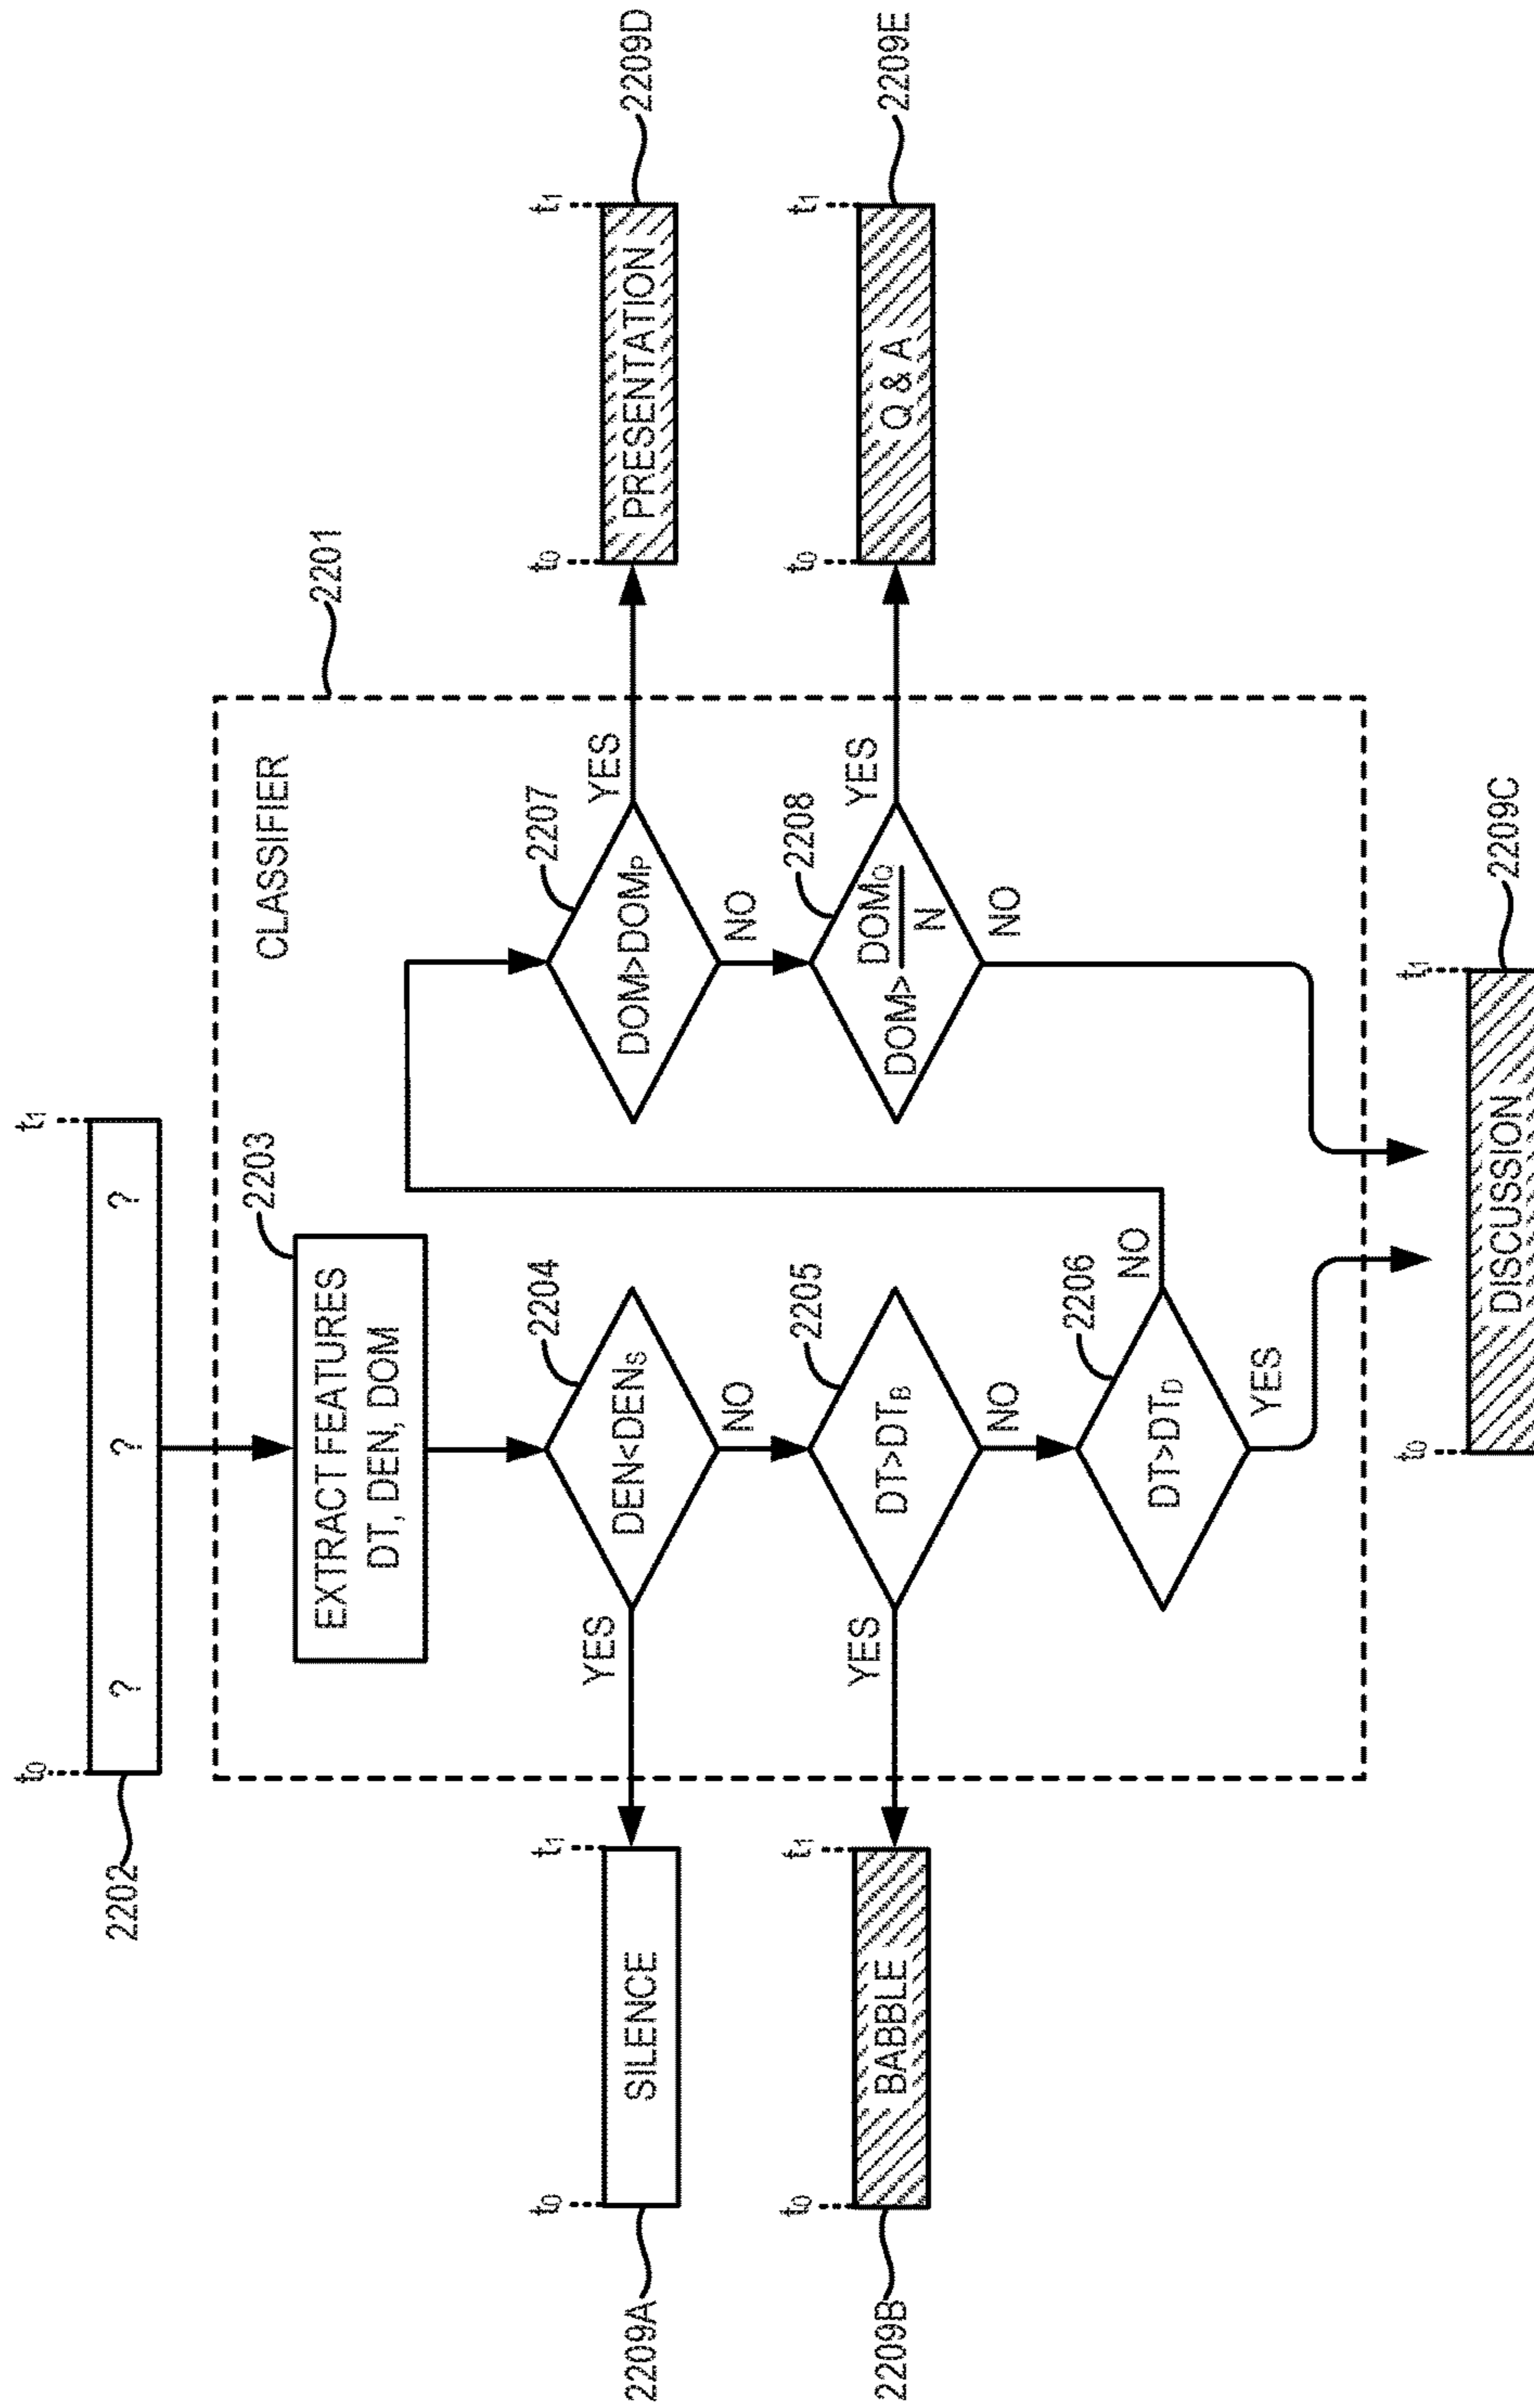 t₀
t₁
2202
? ? ?
2201
CLASSIFIER
2203
EXTRACT FEATURES
DT, DEN, DOM
2204
DEN<DENS
YES
NO
t₀
t₁
SILENCE
2209A
2205
DT>DTB
YES
NO
t₀
t₁
BABBLE
2209B
2206
DT>DTD
NO
YES
2207
DOM>DOMP
YES
NO
t₀
t₁
PRESENTATION
2209D
2208
DOM> DOMQ
N
YES
NO
t₀
t₁
Q & A
2209E
t₀
t₁
DISCUSSION
2209C